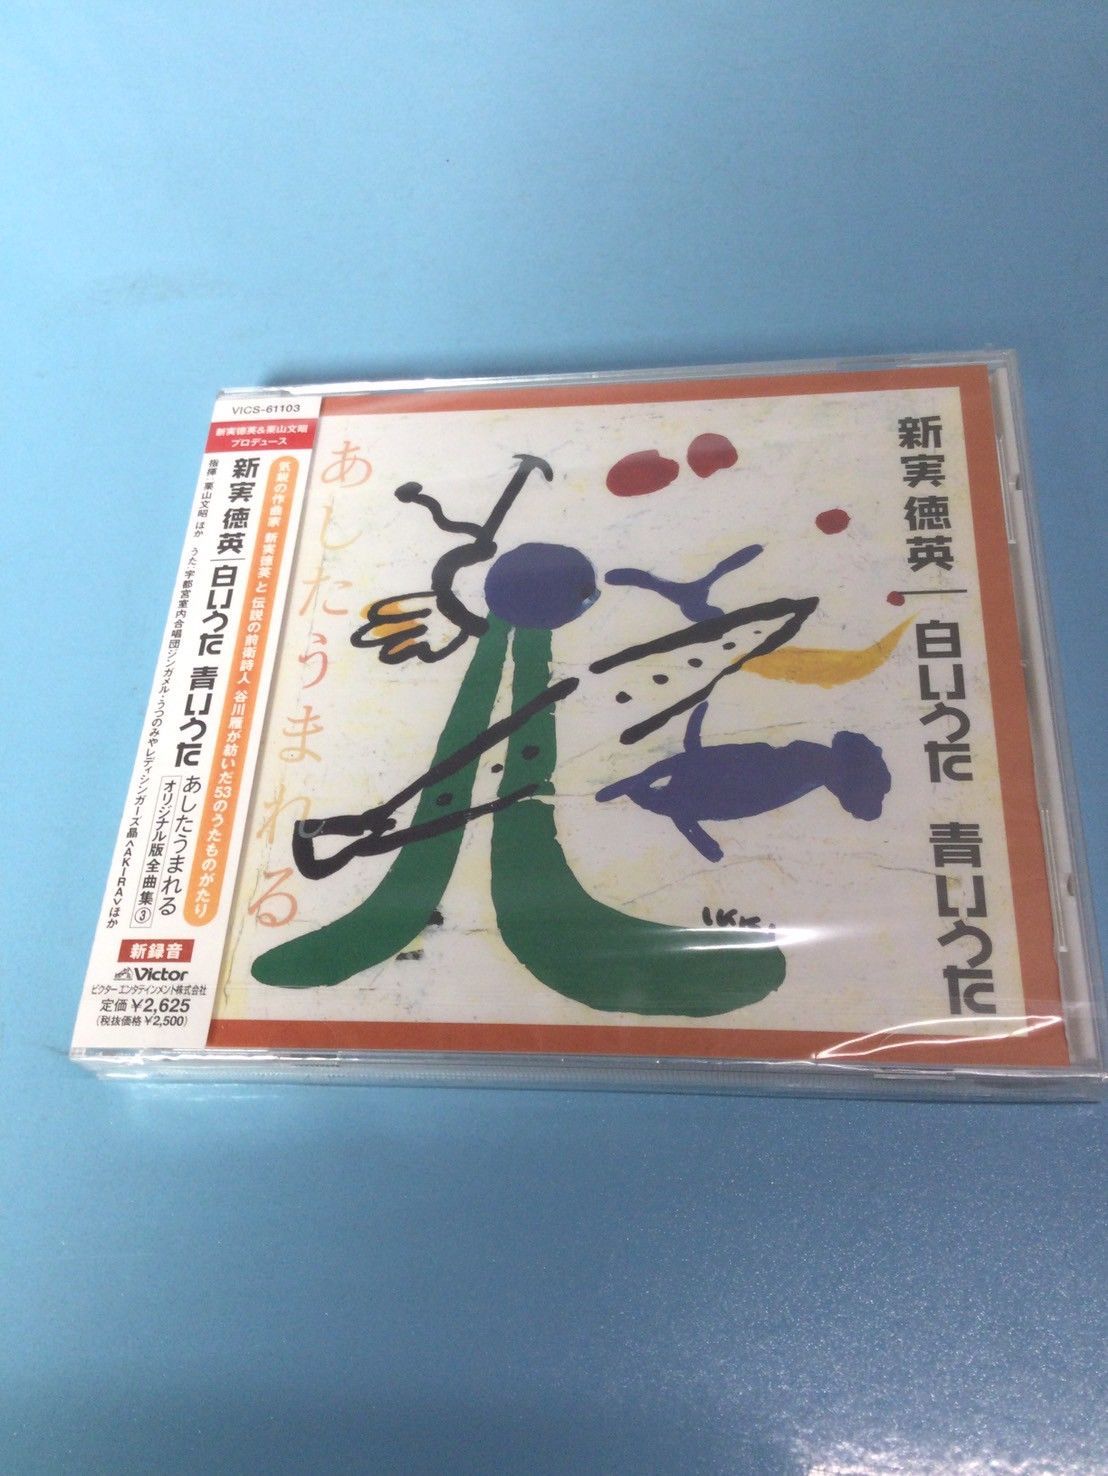 VICS-61103
新実徳英&栗山文昭
プロデュース
気鋭の作曲家 新実徳英 と 伝説の前衛詩人 谷川雁が紡いだ53のうたものがたり
新実徳英 白いうた 青いうた
あしたうまれる
オリジナル版全曲集③
指揮:栗山文昭 ほか うた:宇都宮室内合唱団ジンガメル・うつのみやレディシンガーズ晶<AKIRA>ほか
新録音
Victor
ビクターエンタテインメント株式会社
定価¥2,625
(税抜価格¥2,500)
あしたうまれる
新実徳英 白いうた 青いうた
IKKI